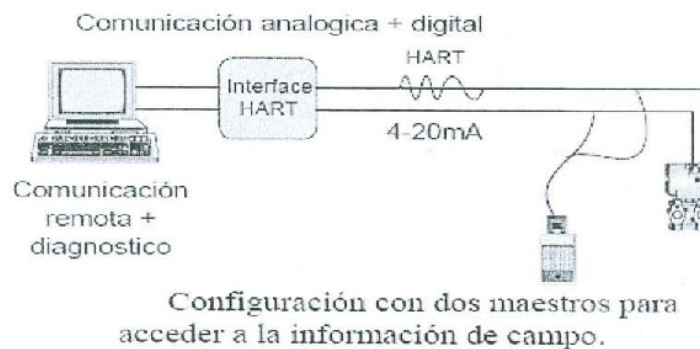 Comunicación analogica + digital
HART
Interface
HART
4-20mA
Comunicación
remota +
diagnostico
Configuración con dos maestros para
acceder a la información de campo.